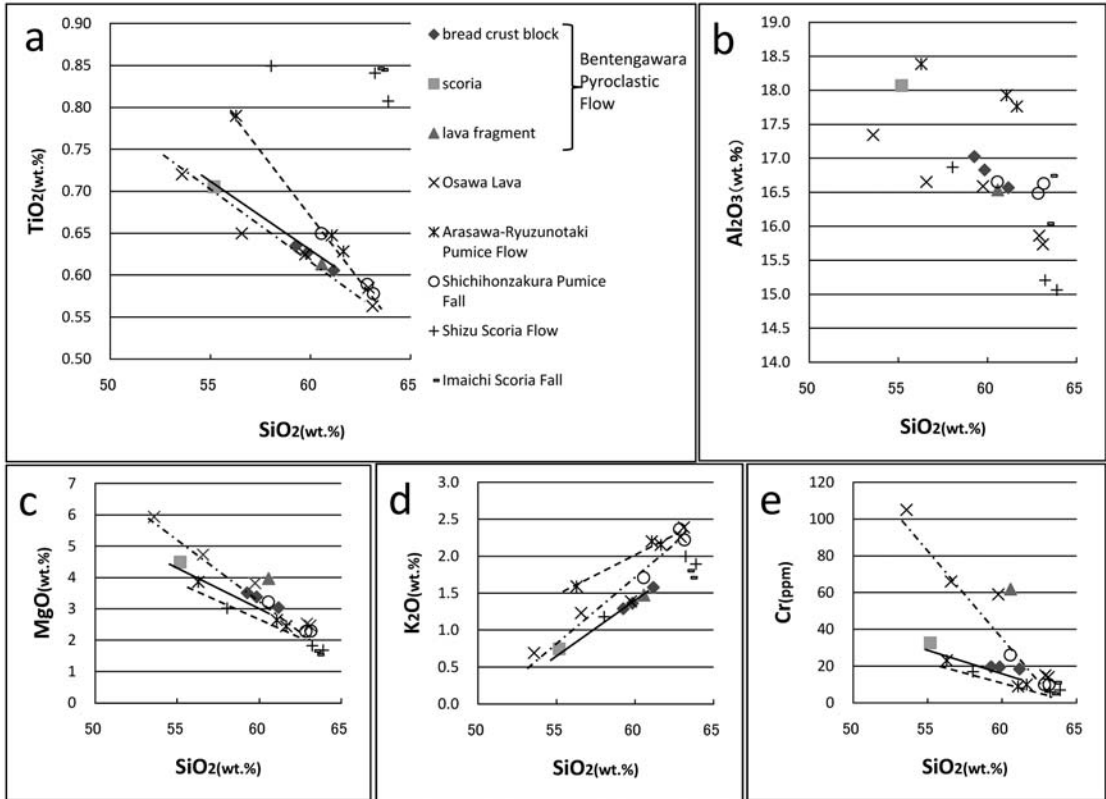 a
0.90
0.85
0.80
0.75
0.70
0.65
0.60
0.55
0.50
TiO2(wt.%)
50 55 60 65
SiO2(wt.%)
bread crust block
scoria
lava fragment
Bentengawara
Pyroclastic
Flow
Osawa Lava
Arasawa-Ryuzunotaki
Pumice Flow
Shichihonzakura Pumice
Fall
Shizu Scoria Flow
Imaichi Scoria Fall
b
19.0
18.5
18.0
17.5
17.0
16.5
16.0
15.5
15.0
14.5
14.0
Al2O3(wt.%)
50 55 60 65
SiO2(wt.%)
c
7
6
5
4
3
2
1
0
MgO(wt.%)
50 55 60 65
SiO2(wt.%)
d
3.0
2.5
2.0
1.5
1.0
0.5
0.0
K2O(wt.%)
50 55 60 65
SiO2(wt.%)
e
120
100
80
60
40
20
0
Cr(ppm)
50 55 60 65
SiO2(wt.%)